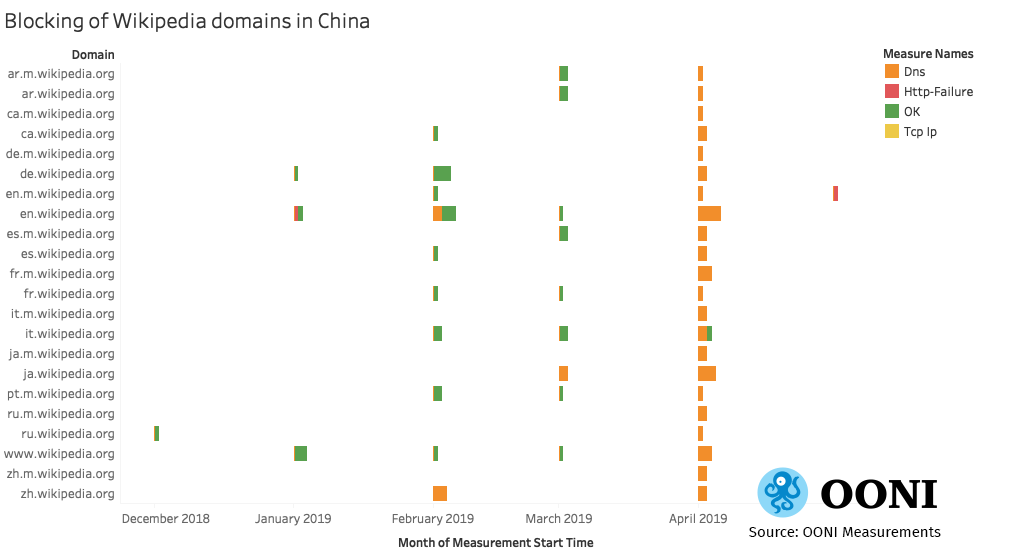 Blocking of Wikipedia domains in China
Domain
ar.m.wikipedia.org
ar.wikipedia.org
ca.m.wikipedia.org
ca.wikipedia.org
de.m.wikipedia.org
de.wikipedia.org
en.m.wikipedia.org
en.wikipedia.org
es.m.wikipedia.org
es.wikipedia.org
fr.m.wikipedia.org
fr.wikipedia.org
it.m.wikipedia.org
it.wikipedia.org
ja.m.wikipedia.org
ja.wikipedia.org
pt.m.wikipedia.org
ru.m.wikipedia.org
ru.wikipedia.org
www.wikipedia.org
zh.m.wikipedia.org
zh.wikipedia.org
December 2018 January 2019 February 2019 March 2019 April 2019
Month of Measurement Start Time
Measure Names
Dns
Http-Failure
OK
Tcp Ip
OONI
Source: OONI Measurements